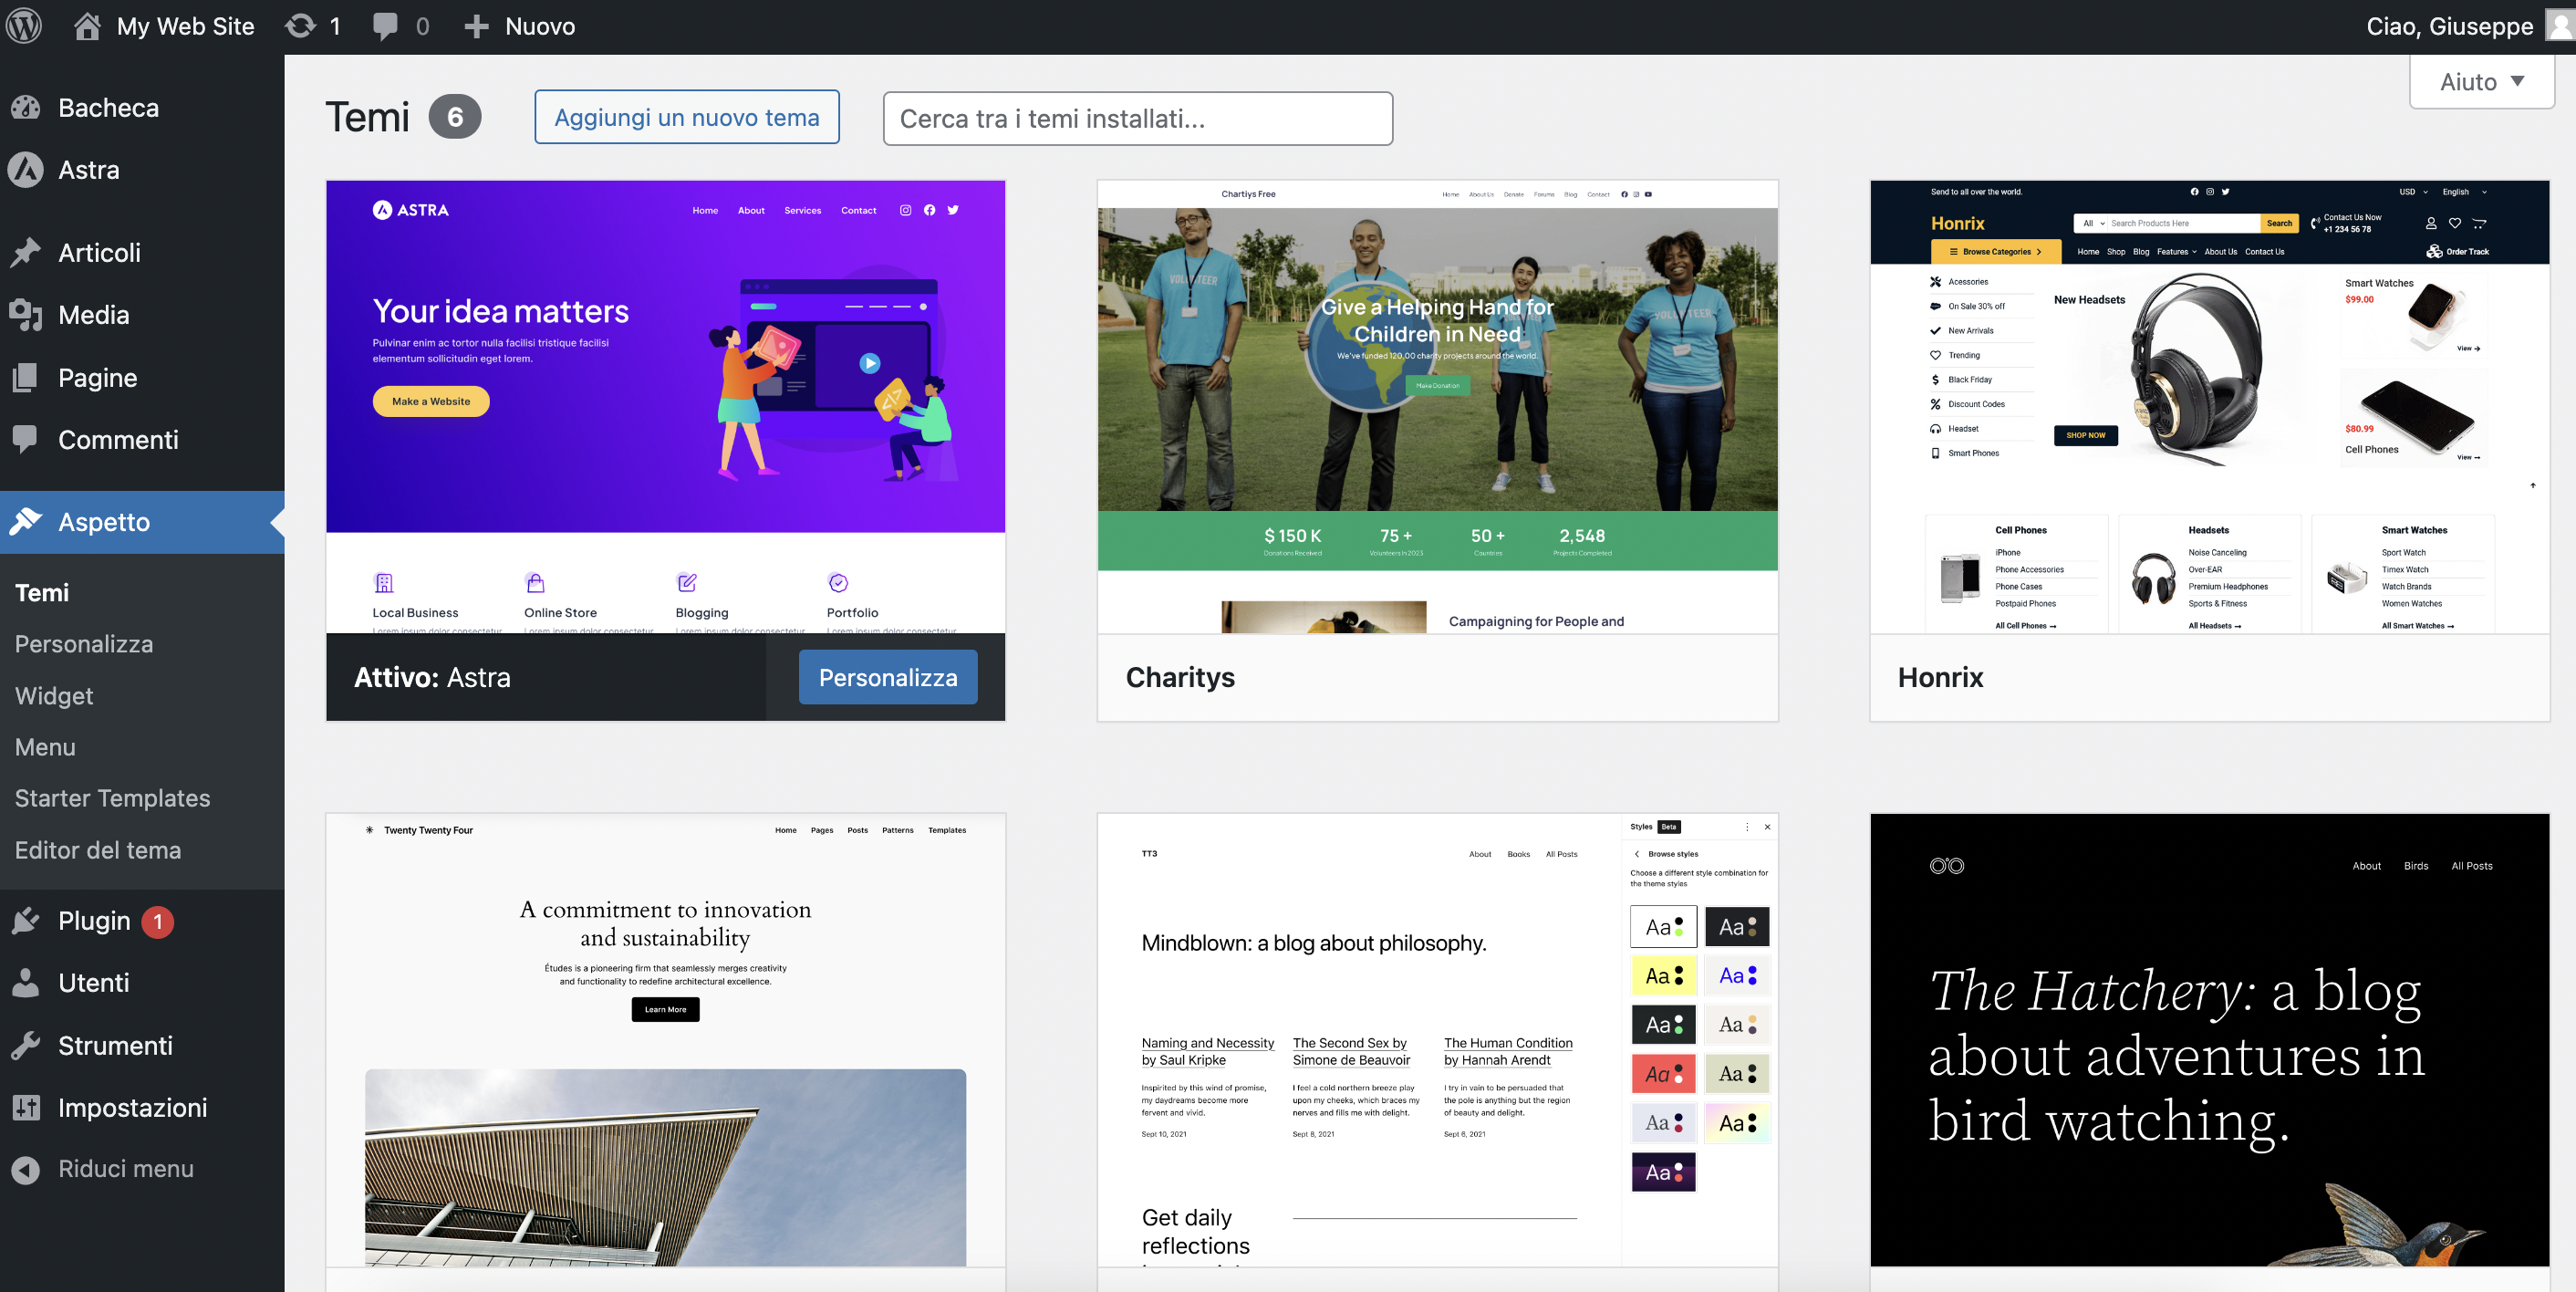 My Web Site 1 0 Nuovo Ciao, Giuseppe
Bacheca
Astra
Articoli
Media
Pagine
Commenti
Aspetto
Temi
Personalizza
Widget
Menu
Starter Templates
Editor del tema
Plugin 1
Utenti
Strumenti
Impostazioni
Riduci menu
Aiuto
Temi 6 Aggiungi un nuovo tema Cerca tra i temi installati...
ASTRA Home About Services Contact
Your idea matters
Pulvinar enim ac tortor nulla facilisi tristique facilisi
elementum sollicitudin eget lorem.
Make a Website
Local Business Online Store Blogging Portfolio
Lorem ipsum dolor consectetur Lorem ipsum dolor consectetur Lorem ipsum dolor consectetur Lorem ipsum dolor consectetur
Attivo: Astra Personalizza
Chartiys Free Home About Us Donate Forums Blog Contact
VOLUNTEER
VOLUNTEER
Give a Helping Hand for
Children in Need
We've funded 120.00 charity projects around the world.
Make Donation
$ 150 K 75 + 50 + 2,548
Donations Received Volunteers In 2023 Countries Projects Completed
Campaigning for People and
Charitys
Send to all over the world. USD English
Honrix All Search Products Here Search Contact Us Now
+1 234 56 78
Browse Categories Home Shop Blog Features About Us Contact Us Order Track
Acessories
On Sale 30% off
New Arrivals
Trending
Black Friday
Discount Codes
Headset
Smart Phones
New Headsets
SHOP NOW
Smart Watches
$99.00
View
$80.99
Cell Phones
View
Cell Phones
iPhone
Phone Accessories
Phone Cases
Postpaid Phones
All Cell Phones
Headsets
Noise Canceling
Over-EAR
Premium Headphones
Sports & Fitness
All Headsets
Smart Watches
Sport Watch
Timex Watch
Watch Brands
Women Watches
All Smart Watches
Honrix
Twenty Twenty Four Home Pages Posts Patterns Templates
A commitment to innovation
and sustainability
Études is a pioneering firm that seamlessly merges creativity
and functionality to redefine architectural excellence.
Learn More
TT3 About Books All Posts
Mindblown: a blog about philosophy.
Naming and Necessity
by Saul Kripke
Inspirited by this wind of promise,
my daydreams become more
fervent and vivid.
Sept 10, 2021
The Second Sex by
Simone de Beauvoir
I feel a cold northern breeze play
upon my cheeks, which braces my
nerves and fills me with delight.
Sept 8, 2021
The Human Condition
by Hannah Arendt
I try in vain to be persuaded that
the pole is anything but the region
of beauty and delight.
Sept 6, 2021
Get daily
reflections
Styles Beta
Browse styles
Choose a different style combination for
the theme styles
Aa Aa
Aa Aa
Aa Aa
Aa Aa
Aa Aa
Aa
About Birds All Posts
The Hatchery: a blog
about adventures in
bird watching.